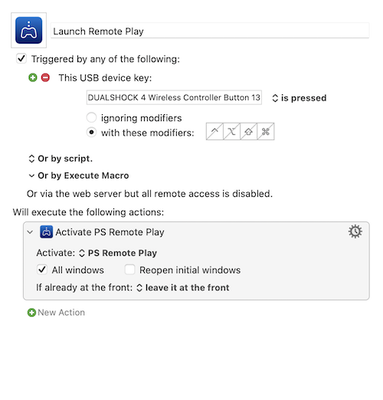 Launch Remote Play
Triggered by any of the following:
This USB device key:
DUALSHOCK 4 Wireless Controller Button 13 is pressed
ignoring modifiers
with these modifiers:
Or by script.
Or by Execute Macro
Or via the web server but all remote access is disabled.
Will execute the following actions:
Activate PS Remote Play
Activate: PS Remote Play
All windows Reopen initial windows
If already at the front: leave it at the front
New Action